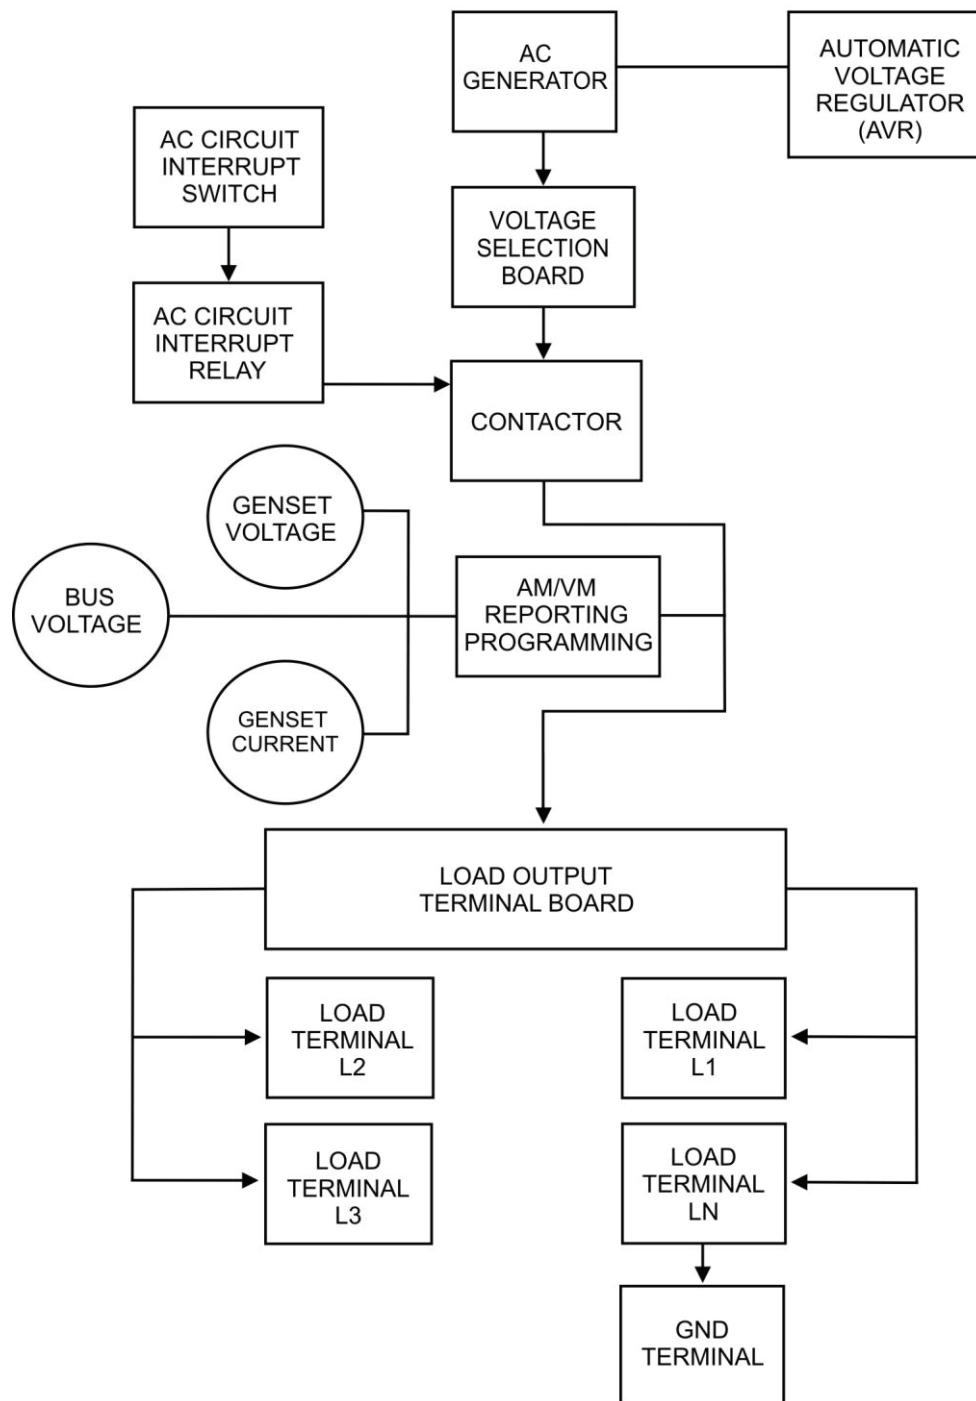 AC
GENERATOR
AUTOMATIC
VOLTAGE
REGULATOR
(AVR)
AC CIRCUIT
INTERRUPT
SWITCH
VOLTAGE
SELECTION
BOARD
AC CIRCUIT
INTERRUPT
RELAY
CONTACTOR
GENSET
VOLTAGE
BUS
VOLTAGE
AM/VM
REPORTING
PROGRAMMING
GENSET
CURRENT
LOAD OUTPUT
TERMINAL BOARD
LOAD
TERMINAL
L2
LOAD
TERMINAL
L1
LOAD
TERMINAL
L3
LOAD
TERMINAL
LN
GND
TERMINAL